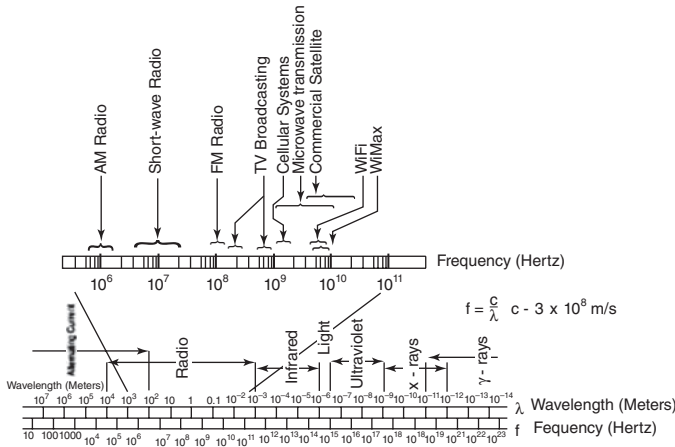 AM Radio
Short-wave Radio
FM Radio
TV Broadcasting
Cellular Systems
Microwave transmission
Commercial Satellite
WiFi
WiMax
Frequency (Hertz)
10⁶ 10⁷ 10⁸ 10⁹ 10¹⁰ 10¹¹
f = c/λ c - 3 x 10⁸ m/s
Alternating Current
Radio
Infrared
Light
Ultraviolet
x - rays
γ - rays
Wavelength (Meters)
10⁷ 10⁶ 10⁵ 10⁴ 10³ 10² 10 1 0.1 10⁻² 10⁻³ 10⁻⁴ 10⁻⁵ 10⁻⁶ 10⁻⁷ 10⁻⁸ 10⁻⁹ 10⁻¹⁰ 10⁻¹¹ 10⁻¹² 10⁻¹³ 10⁻¹⁴
λ Wavelength (Meters)
f Frequency (Hertz)
10 100 1000 10⁴ 10⁵ 10⁶ 10⁷ 10⁸ 10⁹ 10¹⁰ 10¹¹ 10¹² 10¹³ 10¹⁴ 10¹⁵ 10¹⁶ 10¹⁷ 10¹⁸ 10¹⁹ 10²⁰ 10²¹ 10²² 10²³